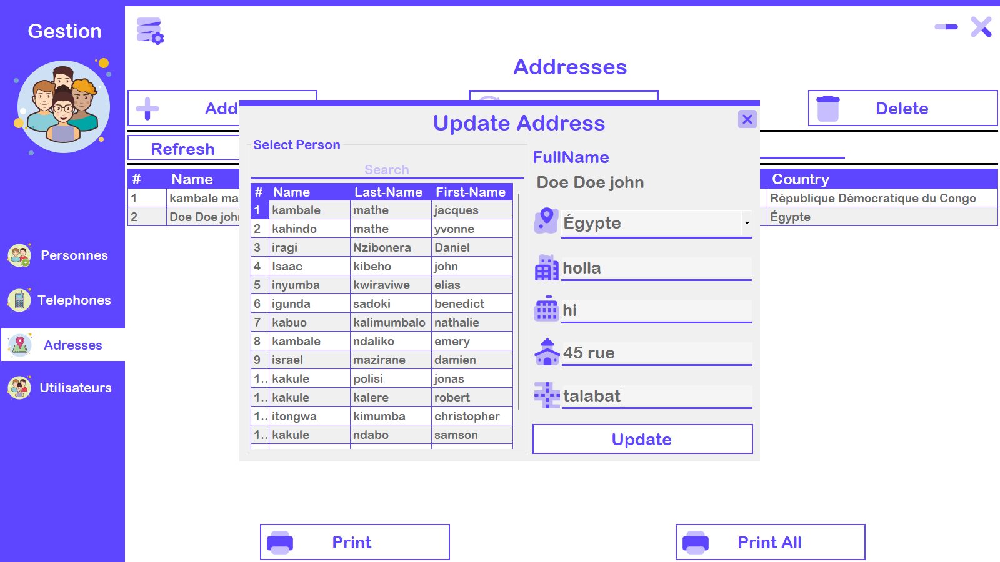 Gestion
Personnes
Telephones
Adresses
Utilisateurs
Addresses
Add
Delete
Refresh
# Name Country
1 kambale République Démocratique du Congo
2 Doe Doe john Égypte
Update Address
Select Person
Search
# Name Last-Name First-Name
1 kambale mathe jacques
2 kahindo mathe yvonne
3 iragi Nzibonera Daniel
4 Isaac kibeho john
5 inyumba kwiraviwe elias
6 igunda sadoki benedict
7 kabuo kalimumbalo nathalie
8 kambale ndaliko emery
9 israel mazirane damien
1.. kakule polisi jonas
1.. kakule kalere robert
1.. itongwa kimumba christopher
1.. kakule ndabo samson
FullName
Doe Doe john
Égypte
holla
hi
45 rue
talabat
Update
Print
Print All